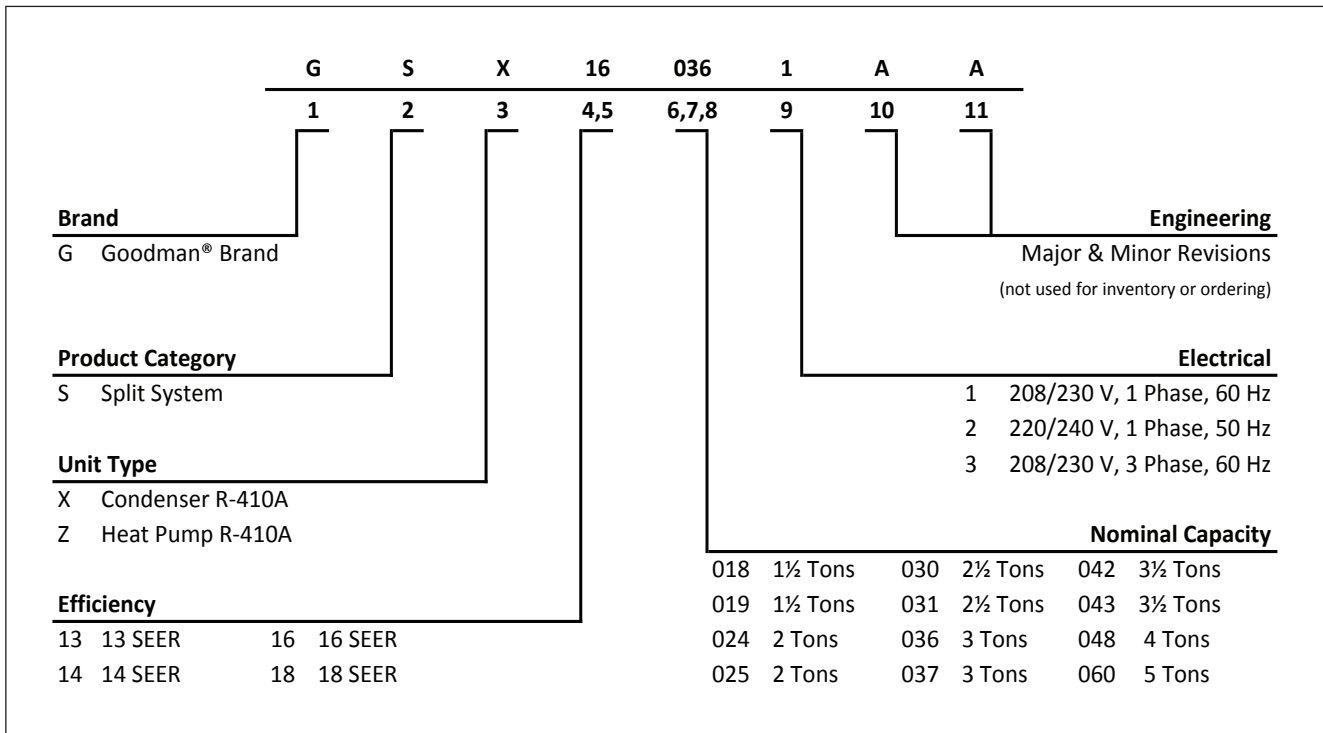 G S X 16 036 1 A A
1 2 3 4,5 6,7,8 9 10 11
Brand
G Goodman® Brand
Engineering
Major & Minor Revisions
(not used for inventory or ordering)
Product Category
S Split System
Electrical
1 208/230 V, 1 Phase, 60 Hz
2 220/240 V, 1 Phase, 50 Hz
3 208/230 V, 3 Phase, 60 Hz
Unit Type
X Condenser R-410A
Z Heat Pump R-410A
Nominal Capacity
018 1½ Tons 030 2½ Tons 042 3½ Tons
019 1½ Tons 031 2½ Tons 043 3½ Tons
024 2 Tons 036 3 Tons 048 4 Tons
025 2 Tons 037 3 Tons 060 5 Tons
Efficiency
13 13 SEER 16 16 SEER
14 14 SEER 18 18 SEER